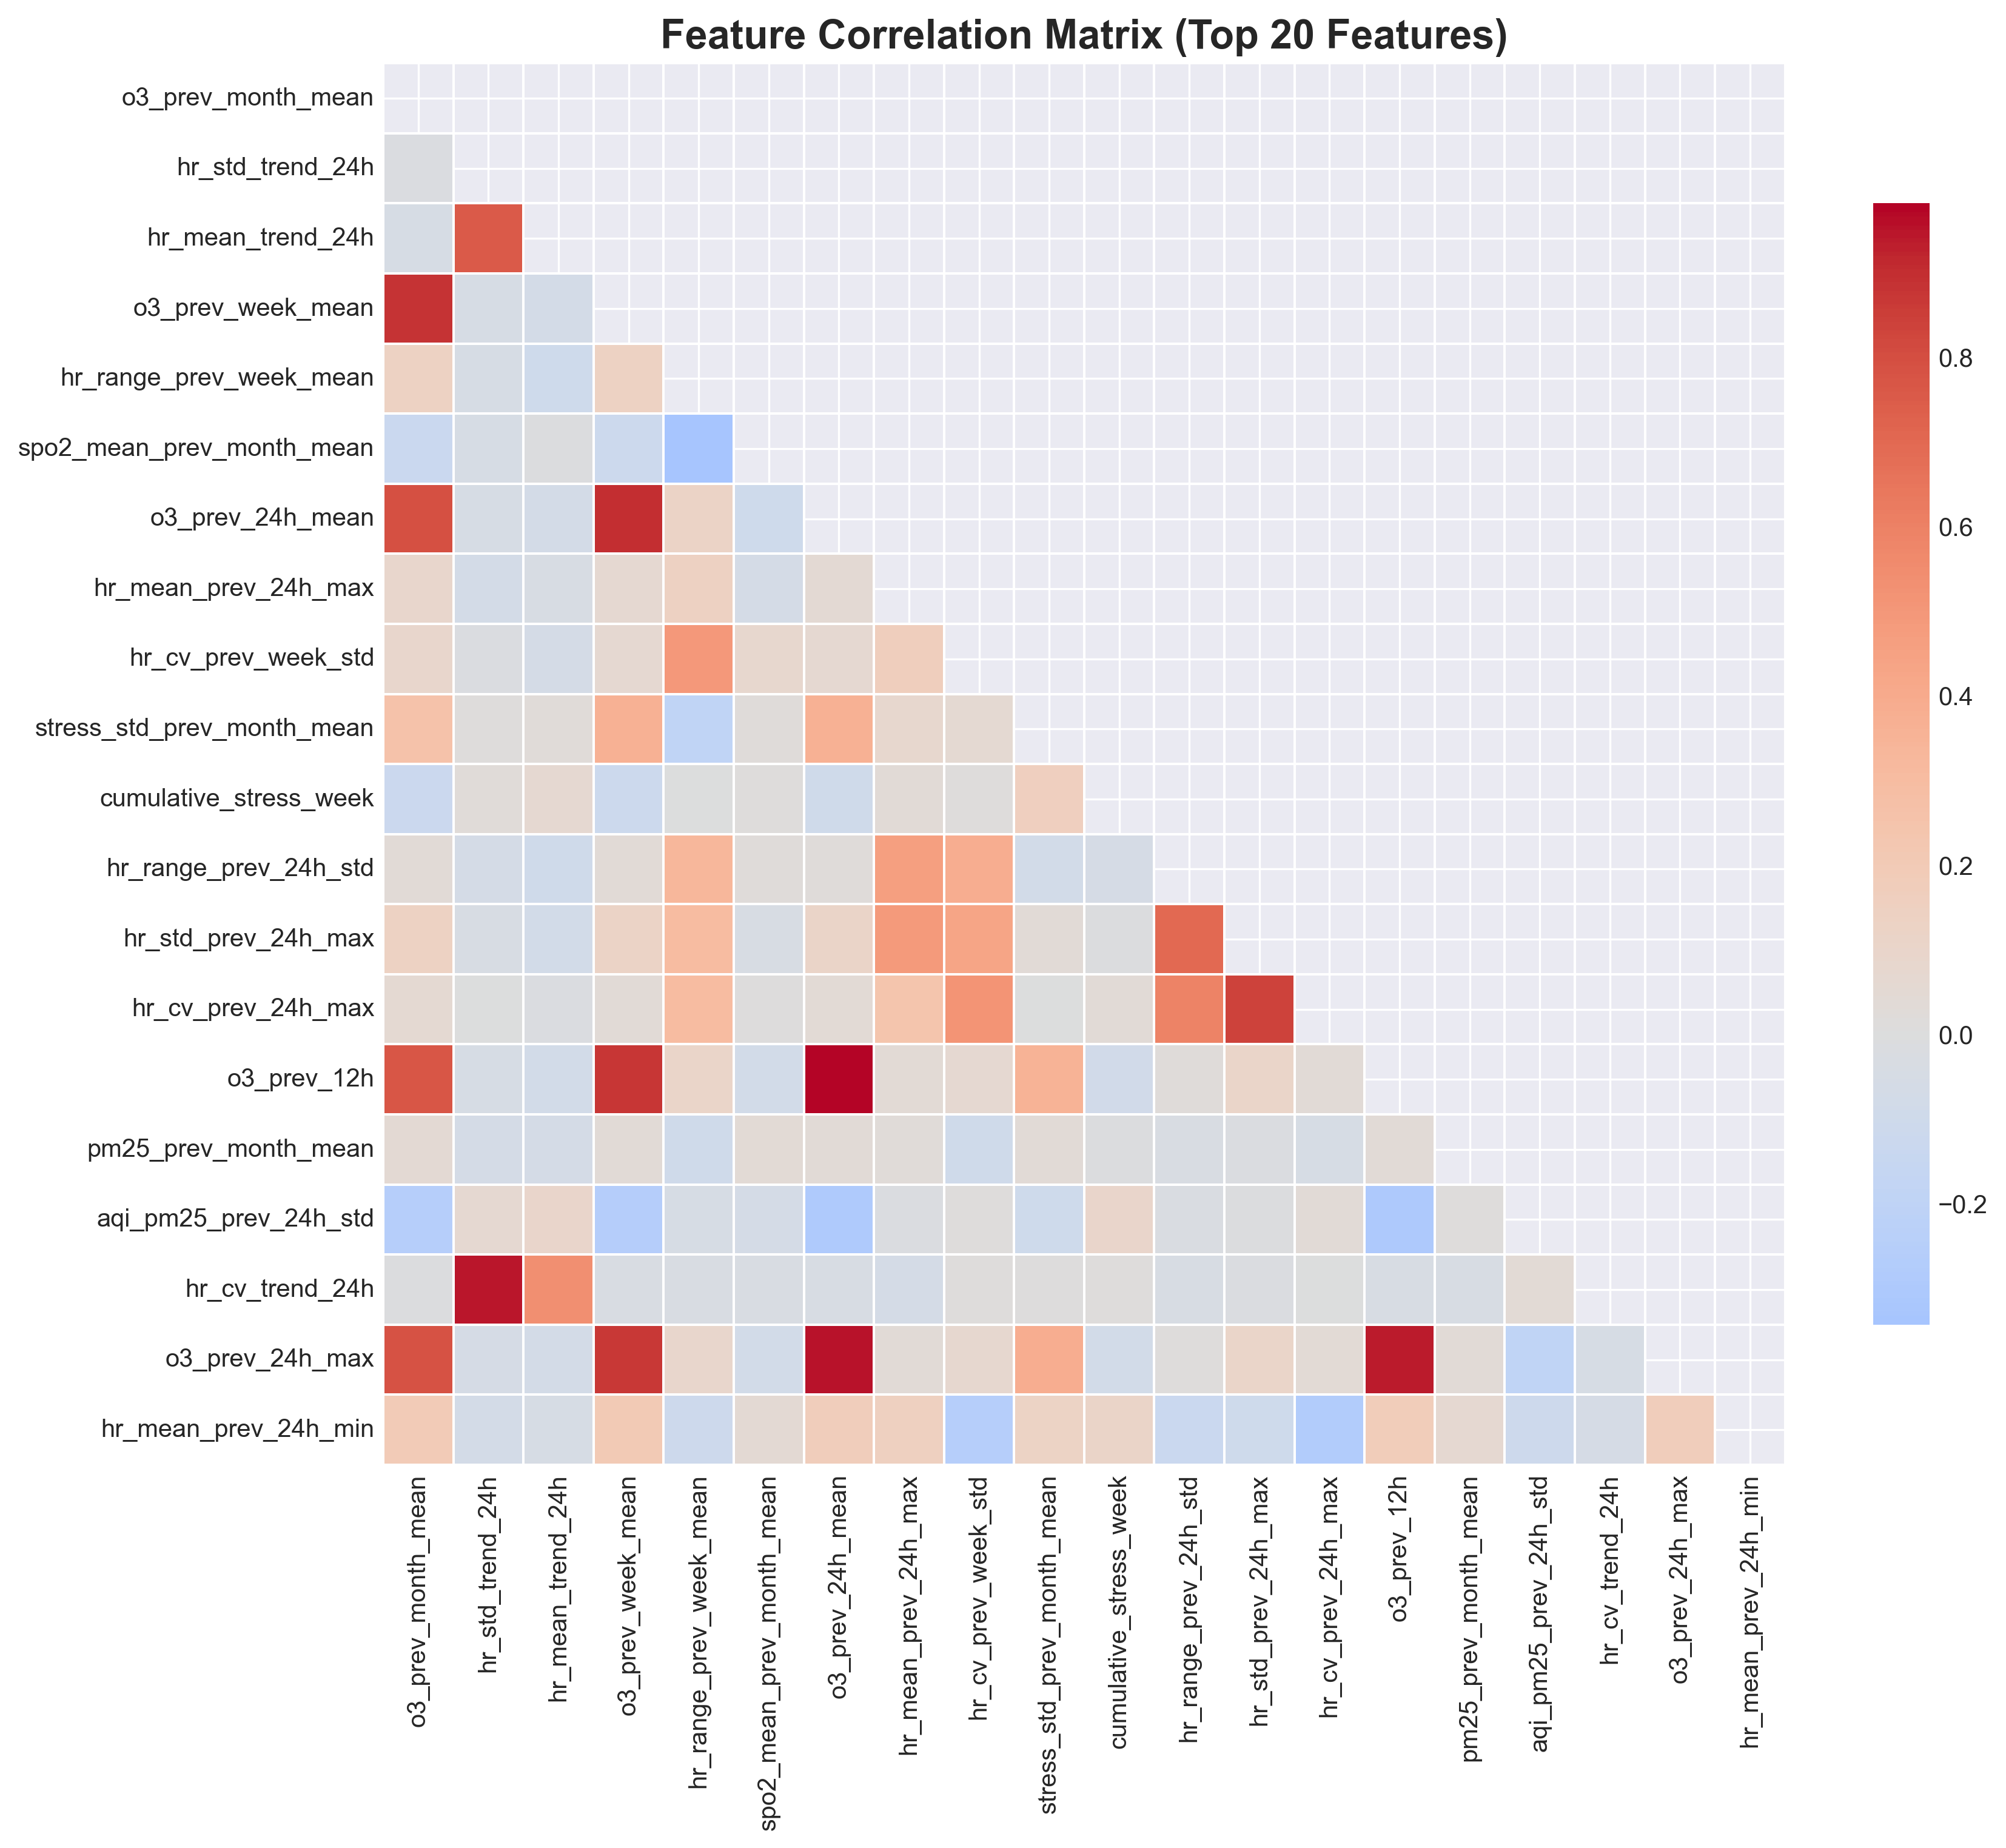 Feature Correlation Matrix (Top 20 Features)
o3_prev_month_mean
hr_std_trend_24h
hr_mean_trend_24h
o3_prev_week_mean
hr_range_prev_week_mean
spo2_mean_prev_month_mean
o3_prev_24h_mean
hr_mean_prev_24h_max
hr_cv_prev_week_std
stress_std_prev_month_mean
cumulative_stress_week
hr_range_prev_24h_std
hr_std_prev_24h_max
hr_cv_prev_24h_max
o3_prev_12h
pm25_prev_month_mean
aqi_pm25_prev_24h_std
hr_cv_trend_24h
o3_prev_24h_max
hr_mean_prev_24h_min
o3_prev_month_mean
hr_std_trend_24h
hr_mean_trend_24h
o3_prev_week_mean
hr_range_prev_week_mean
spo2_mean_prev_month_mean
o3_prev_24h_mean
hr_mean_prev_24h_max
hr_cv_prev_week_std
stress_std_prev_month_mean
cumulative_stress_week
hr_range_prev_24h_std
hr_std_prev_24h_max
hr_cv_prev_24h_max
o3_prev_12h
pm25_prev_month_mean
aqi_pm25_prev_24h_std
hr_cv_trend_24h
o3_prev_24h_max
hr_mean_prev_24h_min
0.8
0.6
0.4
0.2
0.0
−0.2